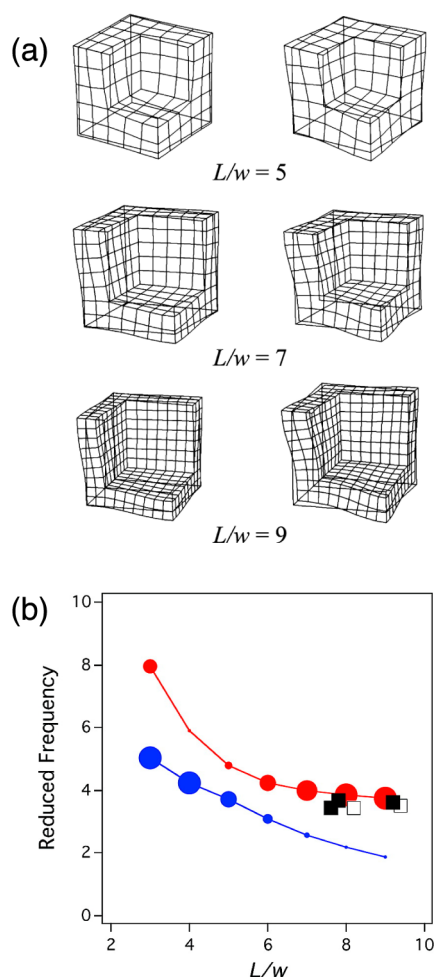 (a)
L/w = 5
L/w = 7
L/w = 9
(b)
10
8
6
4
2
0
Reduced Frequency
2 4 6 8 10
L/w